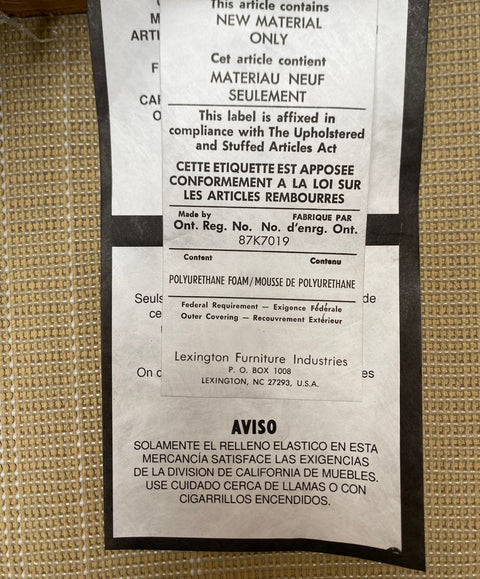 This article contains
NEW MATERIAL
ONLY
Cet article contient
MATERIAU NEUF
SEULEMENT
This label is affixed in
compliance with The Upholstered
and Stuffed Articles Act
CETTE ETIQUETTE EST APPOSEE
CONFORMEMENT A LA LOI SUR
LES ARTICLES REMBOURRES
Made by FABRIQUE PAR
Ont. Reg. No. No. d'enrg. Ont.
87K7019
Content Contenu
POLYURETHANE FOAM/MOUSSE DE POLYURETHANE
Federal Requirement — Exigence Fédérale
Outer Covering — Recouvrement Extérieur
Lexington Furniture Industries
P. O. BOX 1008
LEXINGTON, NC 27293, U.S.A.
AVISO
SOLAMENTE EL RELLENO ELASTICO EN ESTA
MERCANCÍA SATISFACE LAS EXIGENCIAS
DE LA DIVISION DE CALIFORNIA DE MUEBLES.
USE CUIDADO CERCA DE LLAMAS O CON
CIGARRILLOS ENCENDIDOS.